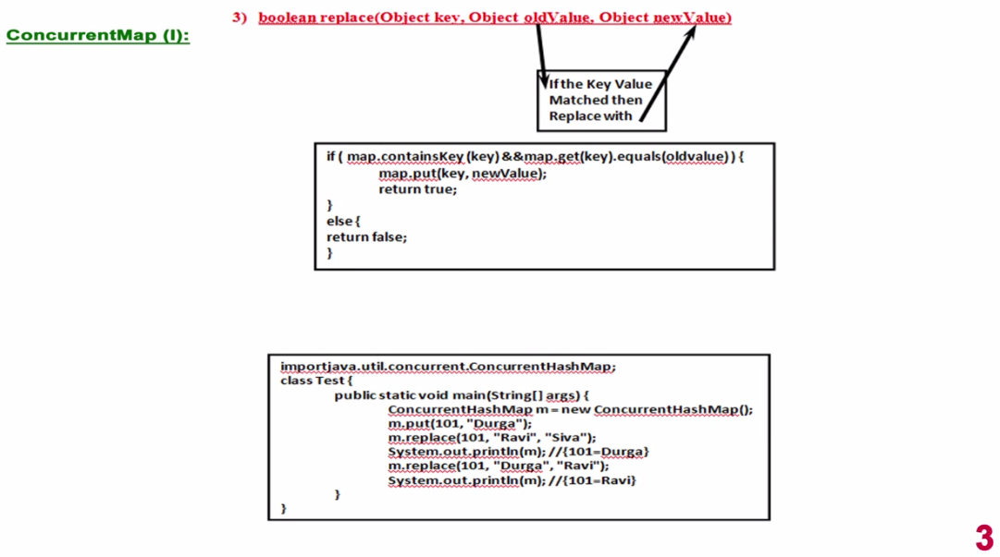 3) boolean replace(Object key, Object oldValue, Object newValue)
ConcurrentMap (I):
If the Key Value
Matched then
Replace with
if ( map.containsKey (key) &&map.get(key).equals(oldvalue) ) {
map.put(key, newValue);
return true;
}
else {
return false;
}
importjava.util.concurrent.ConcurrentHashMap;
class Test {
public static void main(String[] args) {
ConcurrentHashMap m = new ConcurrentHashMap();
m.put(101, "Durga");
m.replace(101, "Ravi", "Siva");
System.out.println(m); //{101=Durga}
m.replace(101, "Durga", "Ravi");
System.out.println(m); //{101=Ravi}
}
}
3